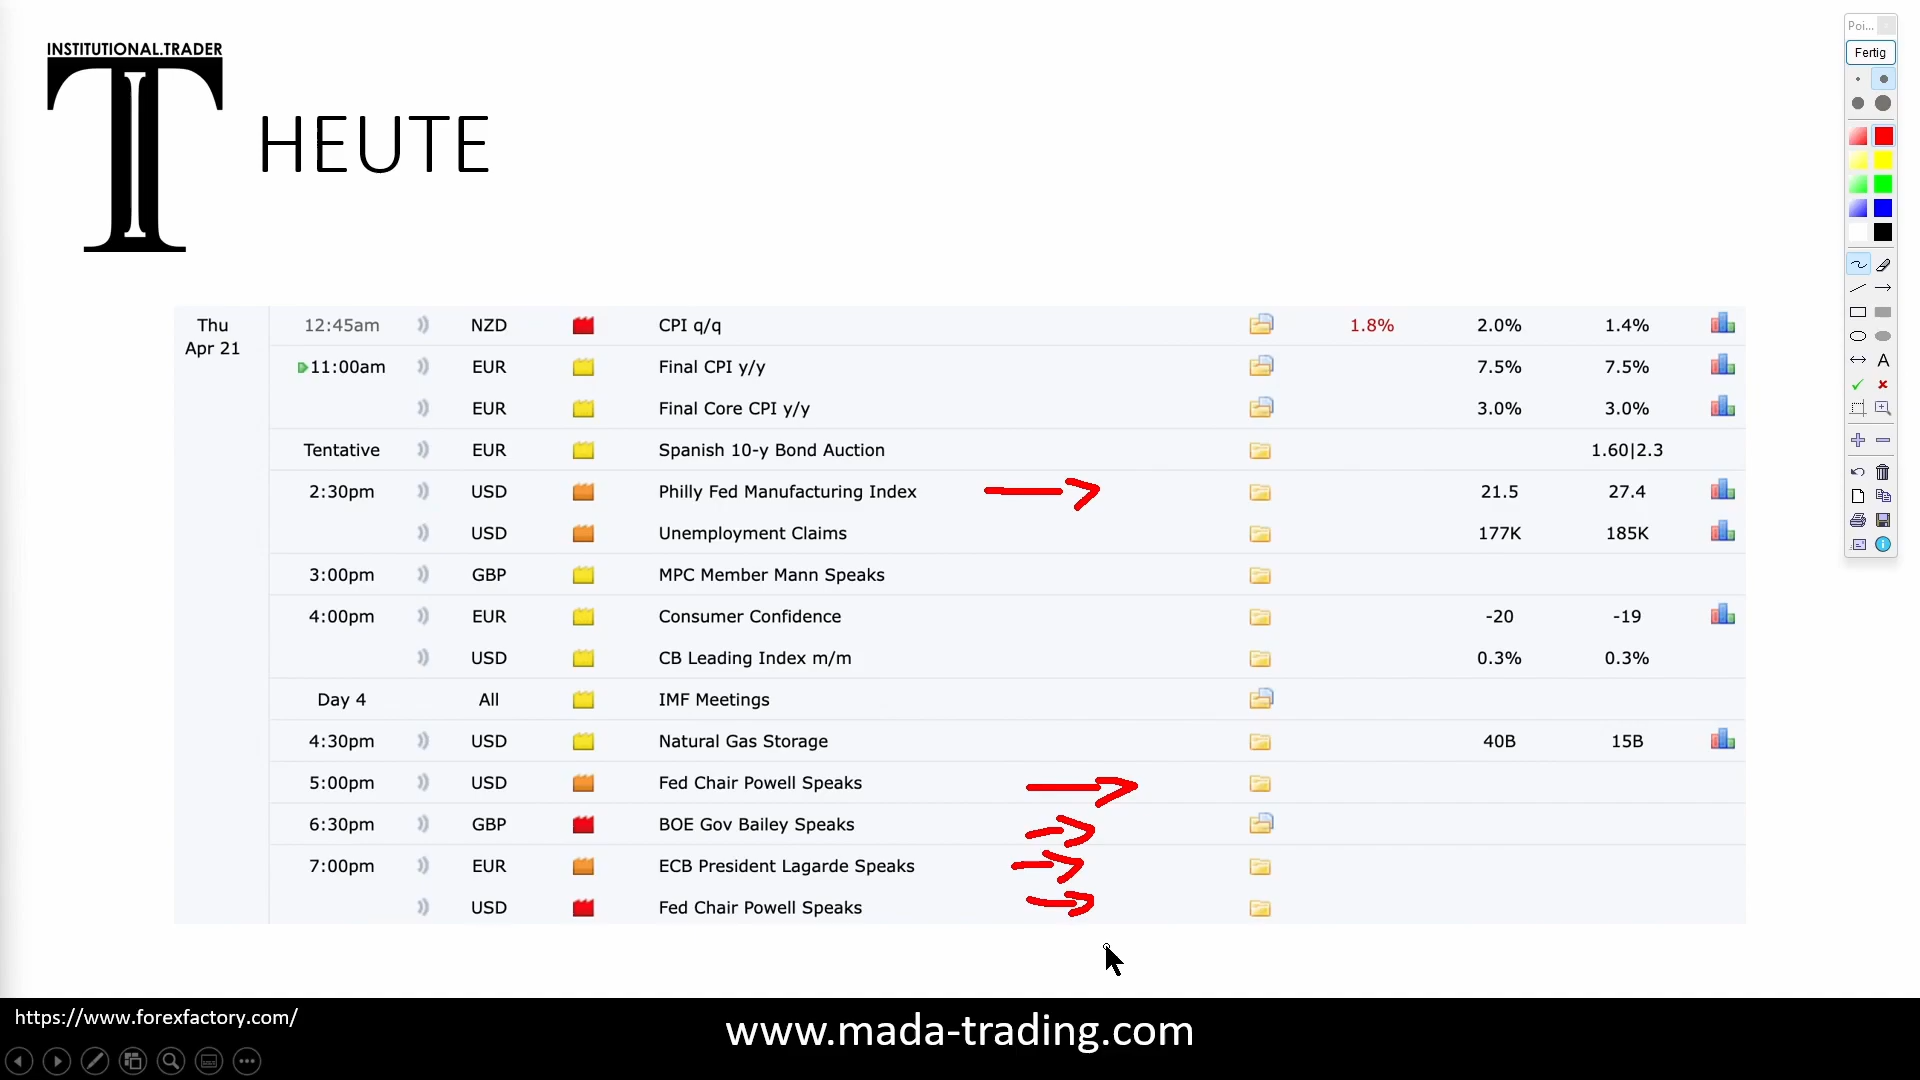 INSTITUTIONAL.TRADER
HEUTE
Poi...
Fertig
A
Thu 12:45am NZD CPI q/q 1.8% 2.0% 1.4%
Apr 21
11:00am EUR Final CPI y/y 7.5% 7.5%
EUR Final Core CPI y/y 3.0% 3.0%
Tentative EUR Spanish 10-y Bond Auction 1.60|2.3
2:30pm USD Philly Fed Manufacturing Index 21.5 27.4
USD Unemployment Claims 177K 185K
3:00pm GBP MPC Member Mann Speaks
4:00pm EUR Consumer Confidence -20 -19
USD CB Leading Index m/m 0.3% 0.3%
Day 4 All IMF Meetings
4:30pm USD Natural Gas Storage 40B 15B
5:00pm USD Fed Chair Powell Speaks
6:30pm GBP BOE Gov Bailey Speaks
7:00pm EUR ECB President Lagarde Speaks
USD Fed Chair Powell Speaks
https://www.forexfactory.com/
www.mada-trading.com